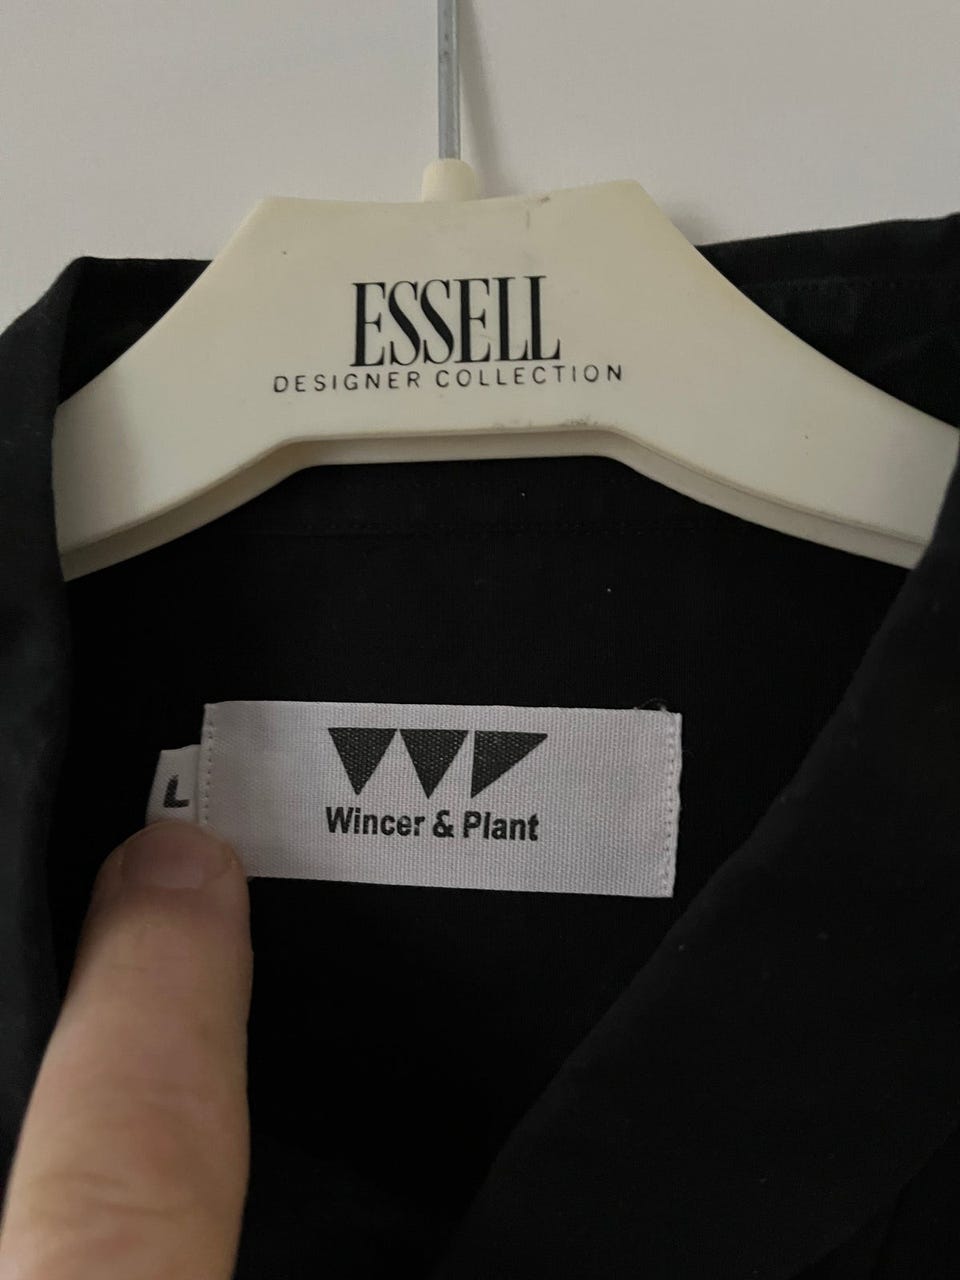 ESSELL
DESIGNER COLLECTION
L
Wincer & Plant